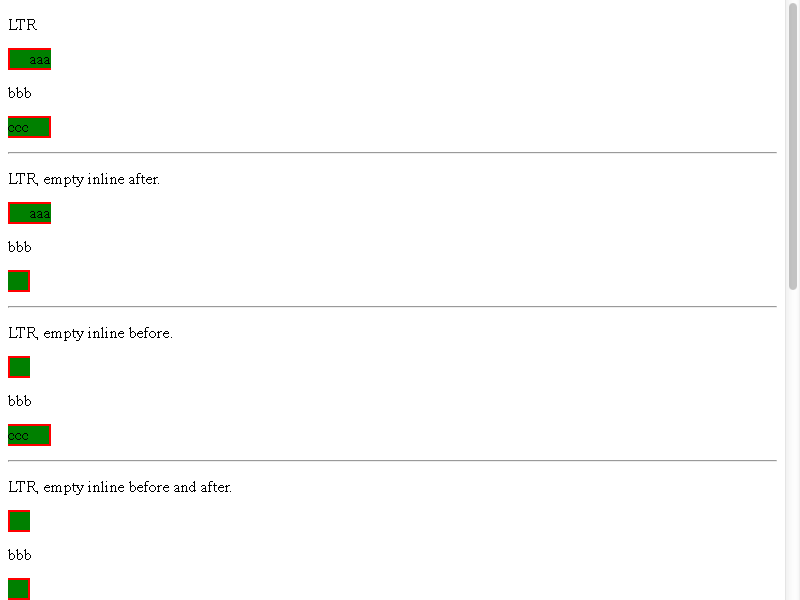 LTR
aaa
bbb
ccc
LTR, empty inline after.
aaa
bbb
LTR, empty inline before.
bbb
ccc
LTR, empty inline before and after.
bbb